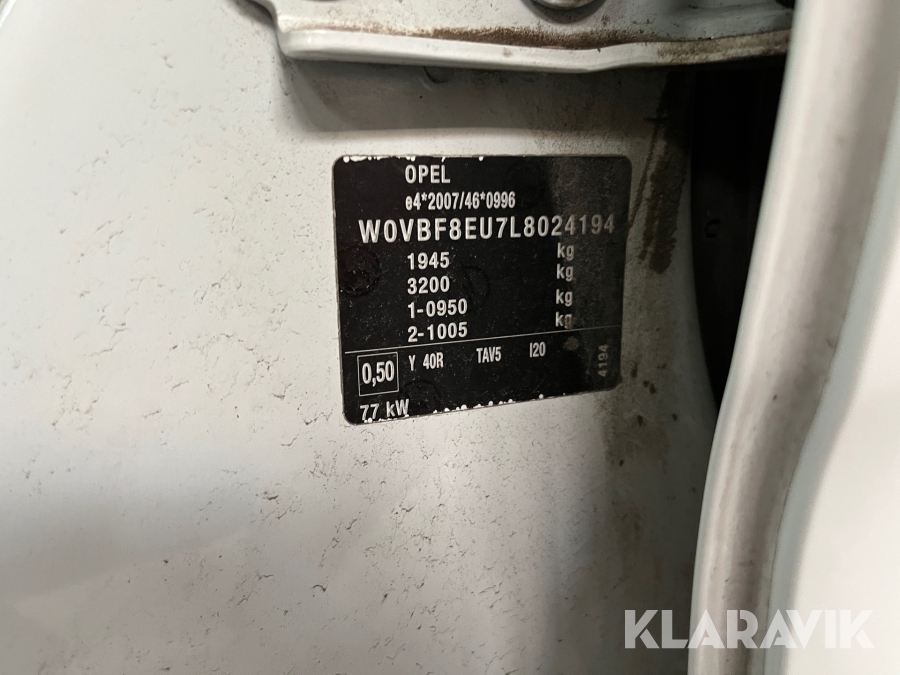 OPEL
e4*2007/46*0996
W0VBF8EU7L8024194
1945 kg
3200 kg
1-0950 kg
2-1005 kg
0,50 Y 40R TAV5 I20
4194
77 kW
KLARAVIK